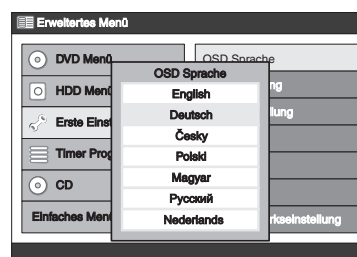 Erweitertes Menü
DVD Menü
OSD Sprache
HDD Menü
Erste Einst
Timer Prog
CD
Einfaches Menü
OSD Sprache
English
Deutsch
Česky
Polski
Magyar
Русский
Nederlands
ng
llung
rkseinstellung